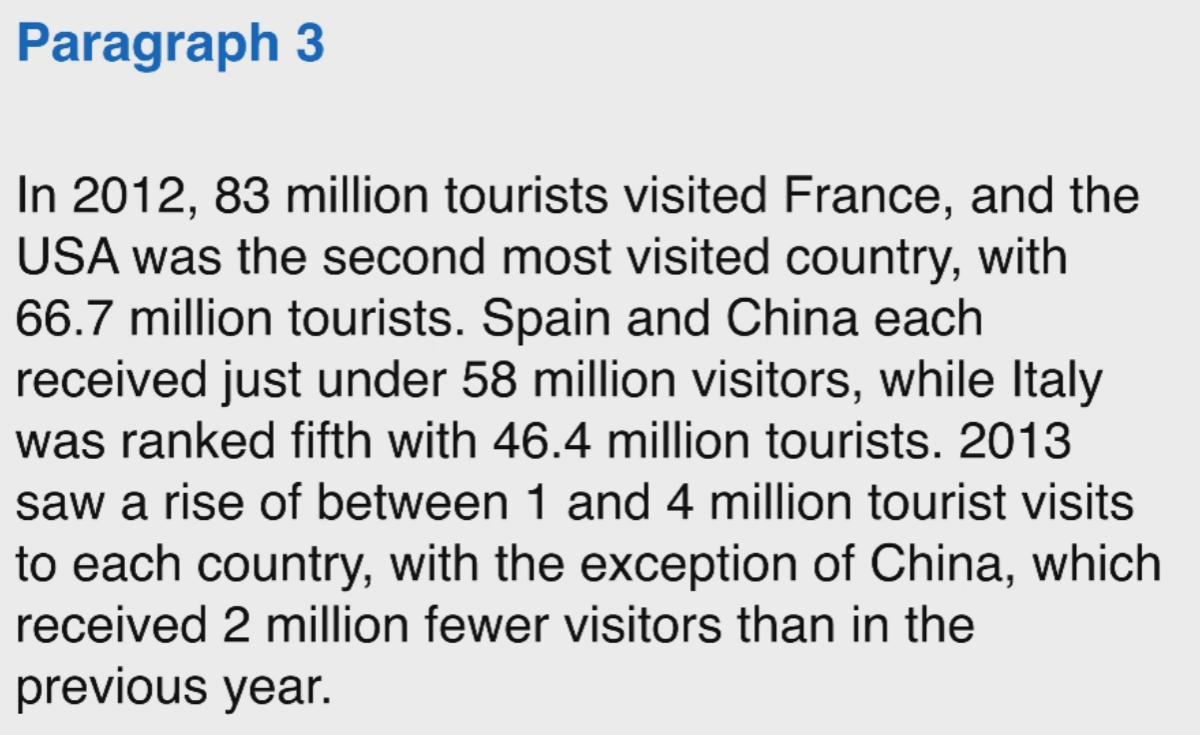 Paragraph 3
In 2012, 83 million tourists visited France, and the
USA was the second most visited country, with
66.7 million tourists. Spain and China each
received just under 58 million visitors, while Italy
was ranked fifth with 46.4 million tourists. 2013
saw a rise of between 1 and 4 million tourist visits
to each country, with the exception of China, which
received 2 million fewer visitors than in the
previous year.